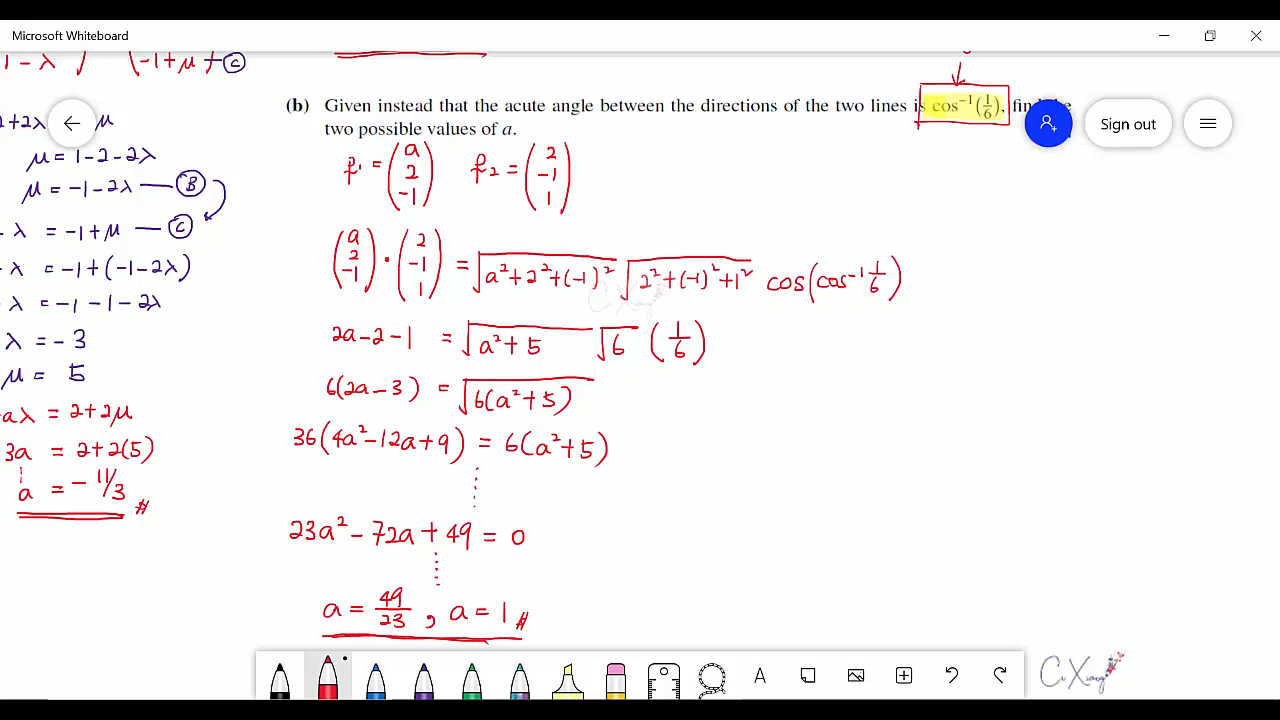 Microsoft Whiteboard
1 - λ ) (-1 + μ + Ⓒ
2+2λ μ
μ = 1-2-2λ
μ = -1-2λ — Ⓑ
-λ = -1+μ — Ⓒ
-λ = -1+(-1-2λ)
-λ = -1-1-2λ
λ = -3
μ = 5
aλ = 2+2μ
3a = 2+2(5)
a = -11/3 #
(b) Given instead that the acute angle between the directions of the two lines is cos⁻¹(1/6), find the
two possible values of a.
= (a 2 -1) = (2 -1 1)
(a 2 -1) · (2 -1 1) = √(a²+2²+(-1)²) √(2²+(-1)²+1²) cos(cos⁻¹ 1/6)
2a-2-1 = √(a²+5) √6 (1/6)
6(2a-3) = √(6(a²+5))
36(4a²-12a+9) = 6(a²+5)
23a² - 72a + 49 = 0
a = 49/23 , a = 1 #
Sign out
A
CiXiang